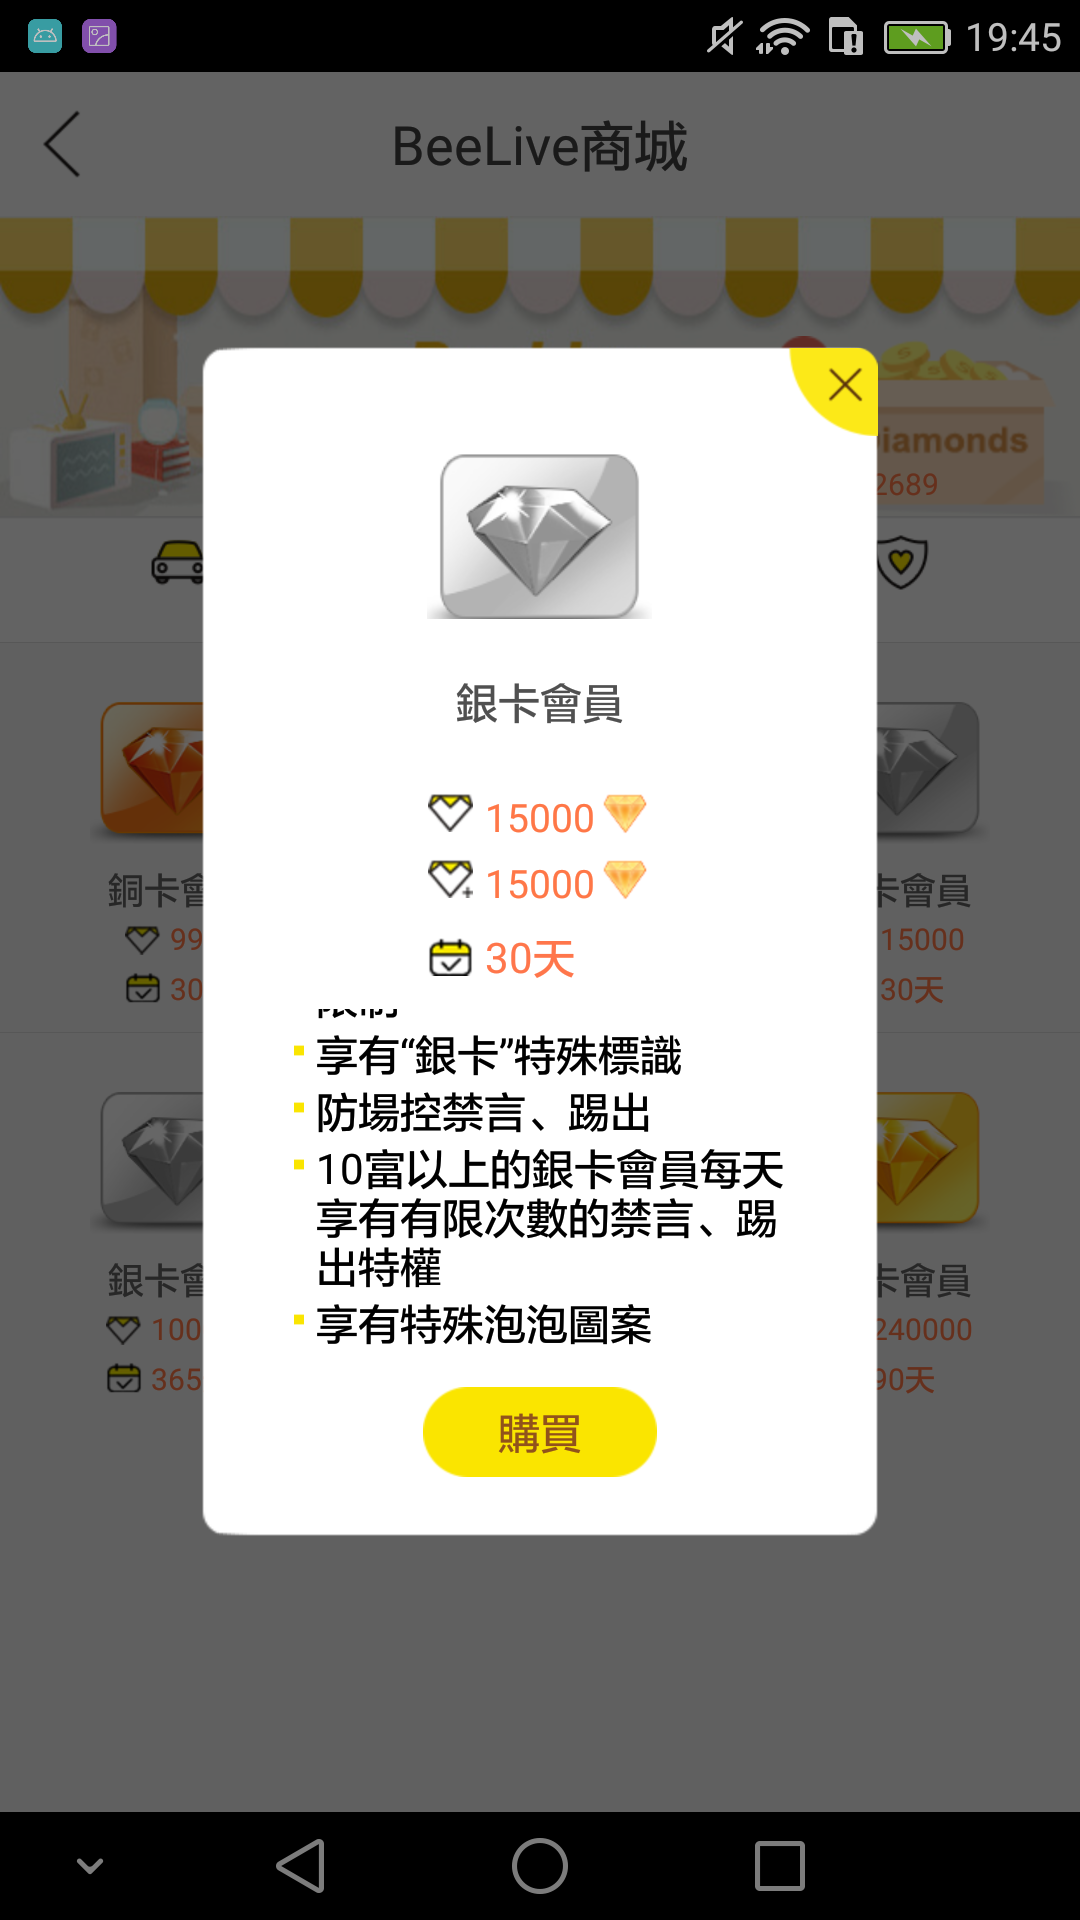 19:45
BeeLive商城
iamonds
2689
銀卡會員
15000
15000
30天
享有“銀卡”特殊標識
防場控禁言、踢出
10富以上的銀卡會員每天
享有有限次數的禁言、踢
出特權
享有特殊泡泡圖案
購買
銅卡會
99
30
卡會員
15000
30天
銀卡會
100
365
卡會員
240000
90天